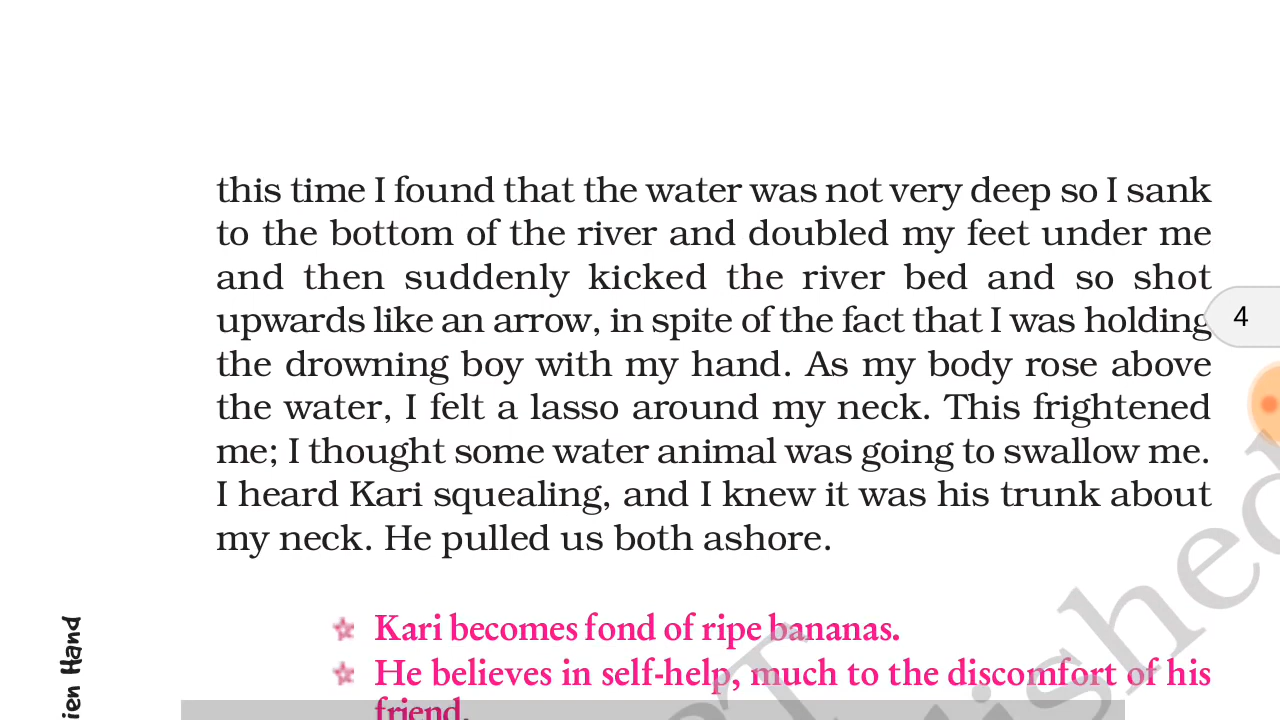 this time I found that the water was not very deep so I sank
to the bottom of the river and doubled my feet under me
and then suddenly kicked the river bed and so shot
upwards like an arrow, in spite of the fact that I was holding
the drowning boy with my hand. As my body rose above
the water, I felt a lasso around my neck. This frightened
me; I thought some water animal was going to swallow me.
I heard Kari squealing, and I knew it was his trunk about
my neck. He pulled us both ashore.
4
Kari becomes fond of ripe bananas.
He believes in self-help, much to the discomfort of his
friend.
Hand